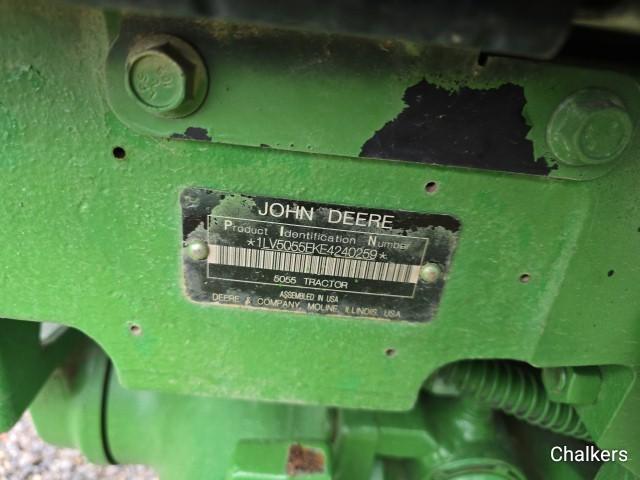 JOHN DEERE
Product Identification Number
*1LV5055EKE4240259*
5055 TRACTOR
ASSEMBLED IN USA
DEERE & COMPANY, MOLINE, ILLINOIS, USA
Chalkers